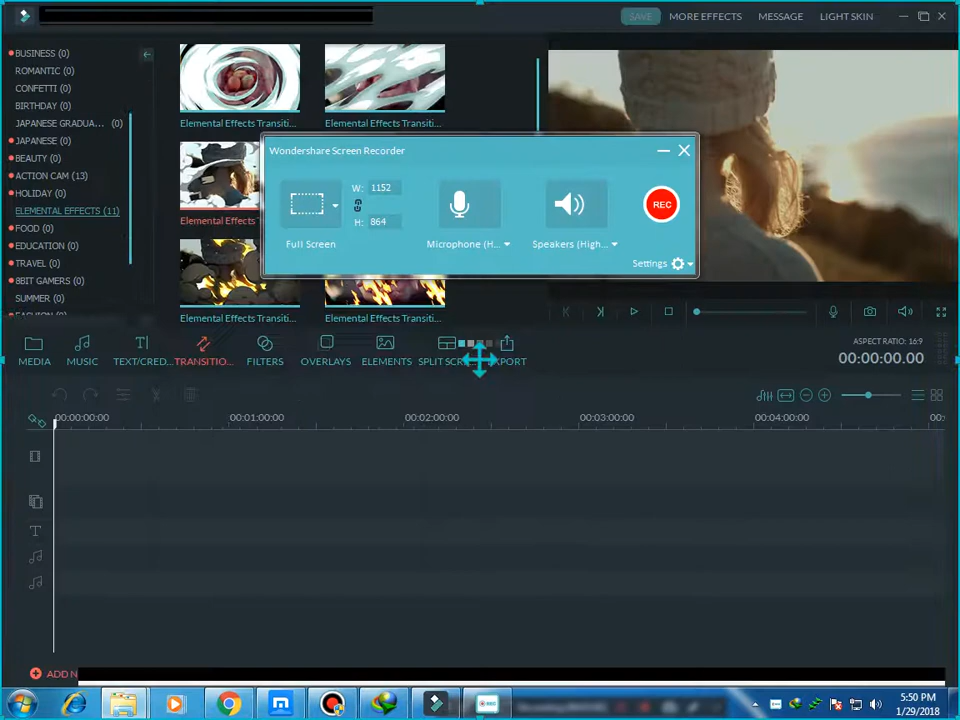 SAVE
MORE EFFECTS
MESSAGE
LIGHT SKIN
BUSINESS (0)
ROMANTIC (0)
CONFETTI (0)
BIRTHDAY (0)
JAPANESE GRADUA... (0)
JAPANESE (0)
BEAUTY (0)
ACTION CAM (13)
HOLIDAY (0)
ELEMENTAL EFFECTS (11)
FOOD (0)
EDUCATION (0)
TRAVEL (0)
8BIT GAMERS (0)
SUMMER (0)
Elemental Effects Transiti...
Elemental Effects Transiti...
Elemental Effects
Elemental Effects Transiti...
Elemental Effects Transiti...
Wondershare Screen Recorder
W: 1152
H: 864
REC
Full Screen
Microphone (H...
Speakers (High...
Settings
MEDIA
MUSIC
TEXT/CRED...
TRANSITIO...
FILTERS
OVERLAYS
ELEMENTS
SPLIT SCRE...
PORT
ASPECT RATIO: 16:9
00:00:00.00
00:00:00:00
00:01:00:00
00:02:00:00
00:03:00:00
00:04:00:00
00:
ADD N
REC
5:50 PM
1/29/2018